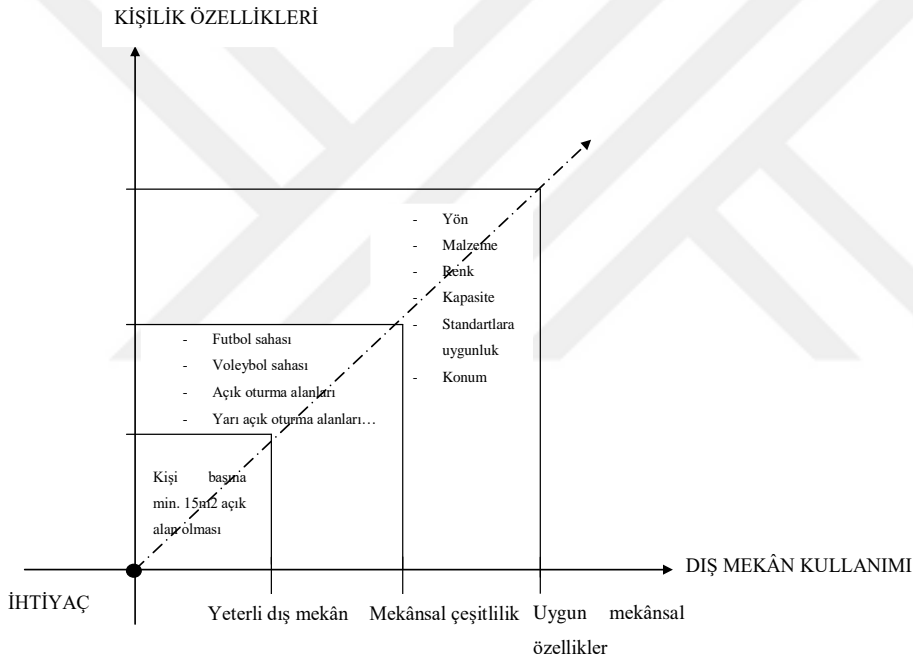 KİŞİLİK ÖZELLİKLERİ
- Yön
- Malzeme
- Renk
- Kapasite
- Standartlara
uygunluk
- Konum
- Futbol sahası
- Voleybol sahası
- Açık oturma alanları
- Yarı açık oturma alanları…
Kişi başına
min. 15m2 açık
alan olması
DIŞ MEKÂN KULLANIMI
İHTİYAÇ
Yeterli dış mekân
Mekânsal çeşitlilik
Uygun mekânsal
özellikler